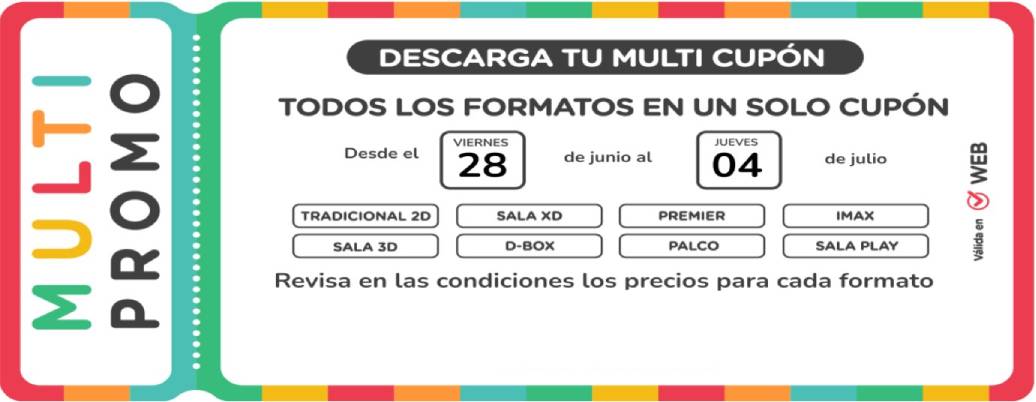 MULTI
PROMO
DESCARGA TU MULTI CUPÓN
TODOS LOS FORMATOS EN UN SOLO CUPÓN
Desde el VIERNES 28 de junio al JUEVES 04 de julio
TRADICIONAL 2D SALA XD PREMIER IMAX
SALA 3D D-BOX PALCO SALA PLAY
Revisa en las condiciones los precios para cada formato
Válida en WEB